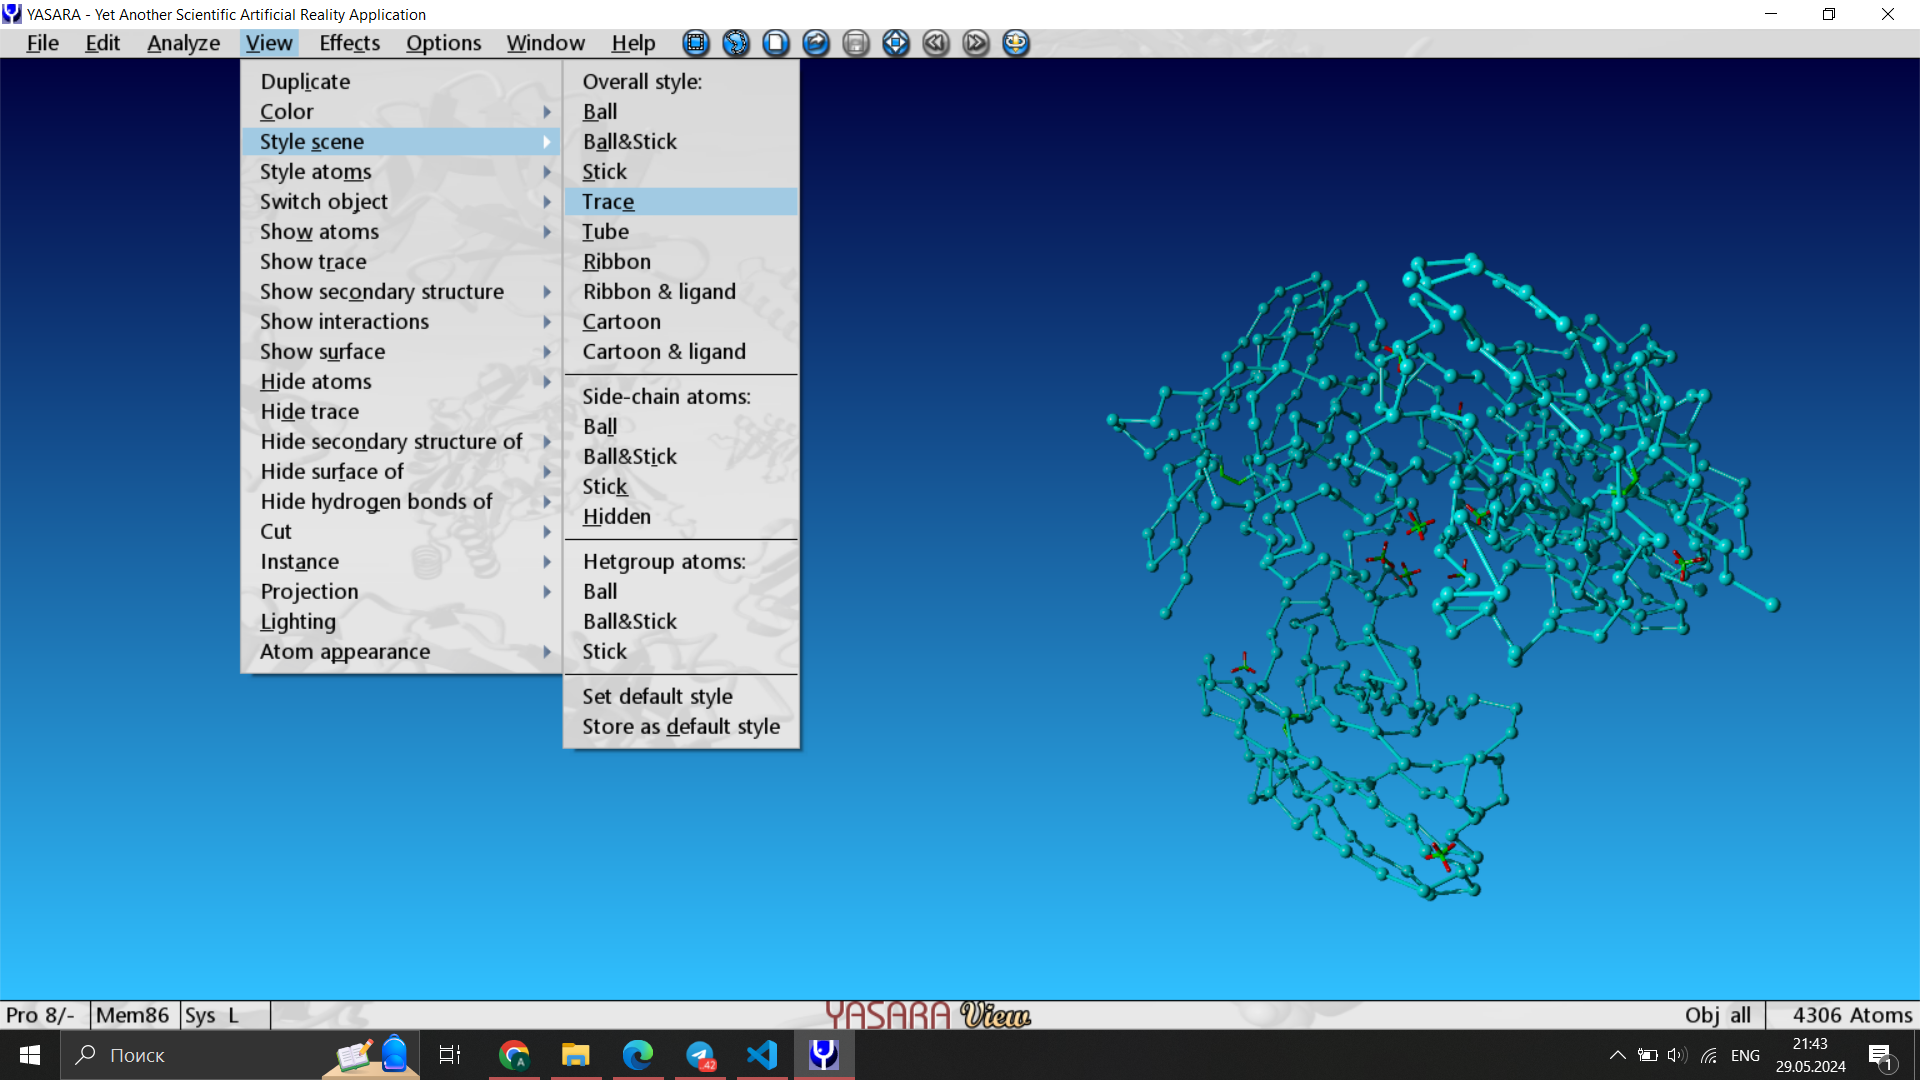 YASARA - Yet Another Scientific Artificial Reality Application
File Edit Analyze View Effects Options Window Help
Duplicate
Color
Style scene
Style atoms
Switch object
Show atoms
Show trace
Show secondary structure
Show interactions
Show surface
Hide atoms
Hide trace
Hide secondary structure of
Hide surface of
Hide hydrogen bonds of
Cut
Instance
Projection
Lighting
Atom appearance
Overall style:
Ball
Ball&Stick
Stick
Trace
Tube
Ribbon
Ribbon & ligand
Cartoon
Cartoon & ligand
Side-chain atoms:
Ball
Ball&Stick
Stick
Hidden
Hetgroup atoms:
Ball
Ball&Stick
Stick
Set default style
Store as default style
Pro 8/- Mem86 Sys L YASARA View Obj all 4306 Atoms
Поиск
A
42
ENG
21:43
29.05.2024
1